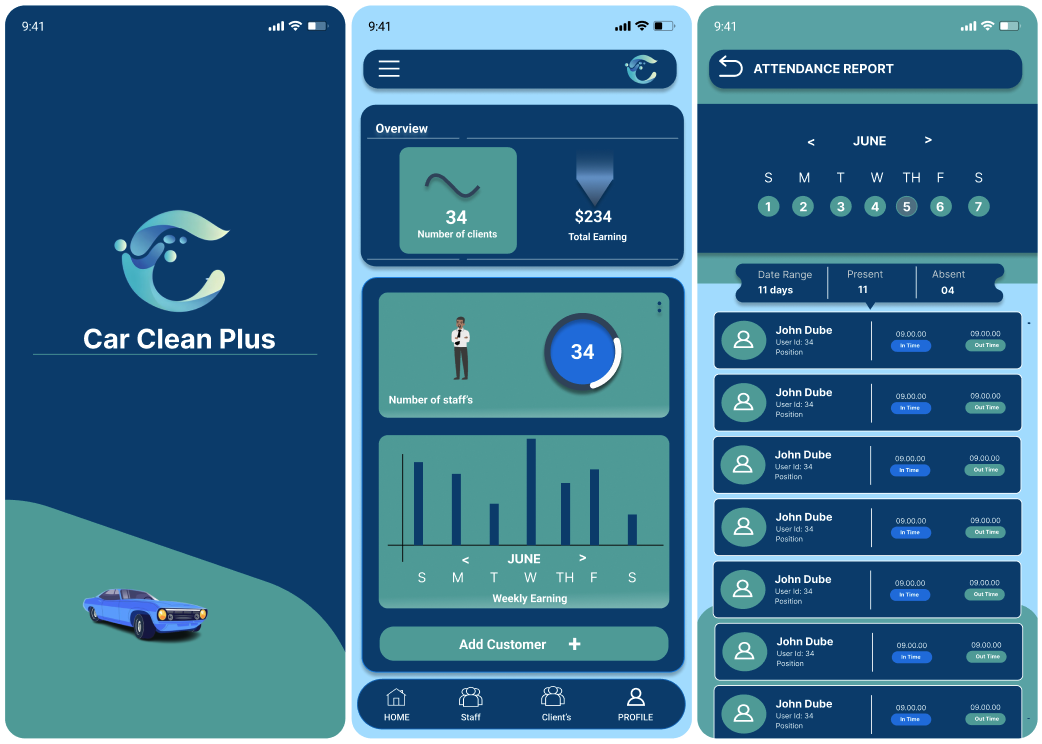 9:41
Car Clean Plus
9:41
Overview
34
Number of clients
$234
Total Earning
34
Number of staff's
< JUNE >
S M T W TH F S
Weekly Earning
Add Customer +
HOME Staff Client's PROFILE
9:41
ATTENDANCE REPORT
< JUNE >
S M T W TH F S
1 2 3 4 5 6 7
Date Range Present Absent
11 days 11 04
John Dube
User Id: 34
Position
09.00.00 09.00.00
In Time Out Time
John Dube
User Id: 34
Position
09.00.00 09.00.00
In Time Out Time
John Dube
User Id: 34
Position
09.00.00 09.00.00
In Time Out Time
John Dube
User Id: 34
Position
09.00.00 09.00.00
In Time Out Time
John Dube
User Id: 34
Position
09.00.00 09.00.00
In Time Out Time
John Dube
User Id: 34
Position
09.00.00 09.00.00
In Time Out Time
John Dube
User Id: 34
Position
09.00.00 09.00.00
In Time Out Time